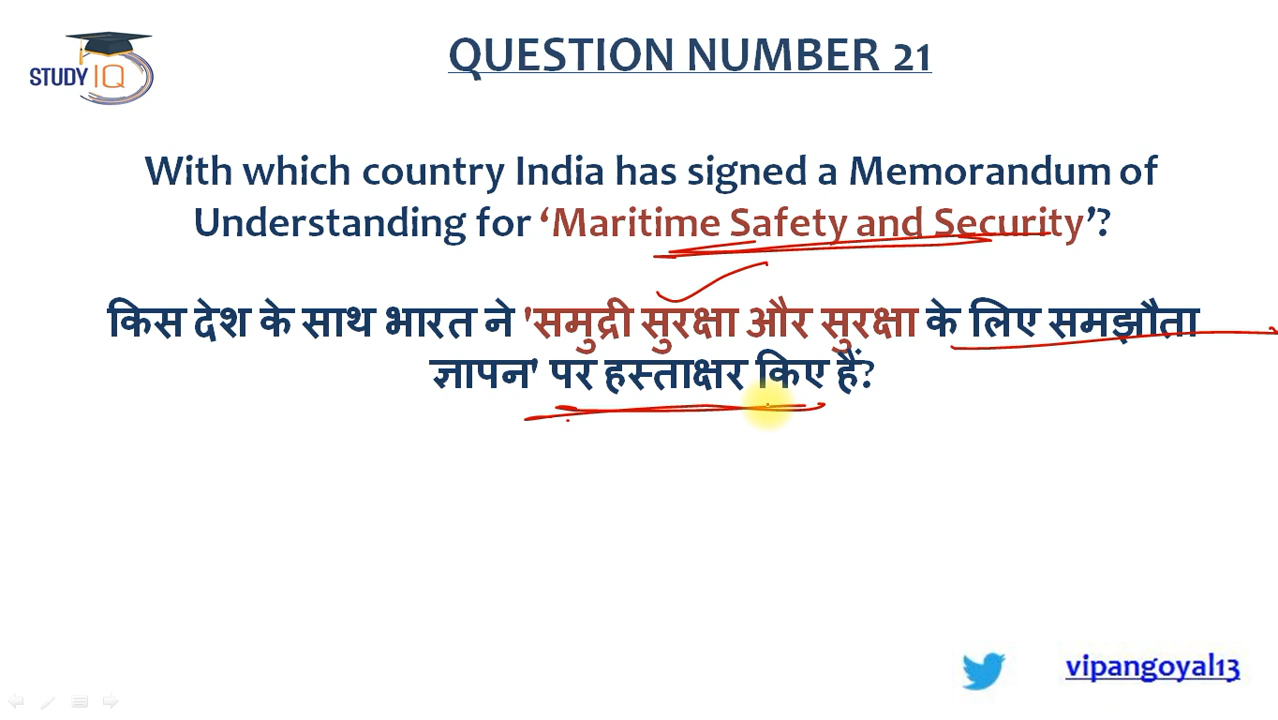 STUDY IQ
QUESTION NUMBER 21
With which country India has signed a Memorandum of
Understanding for ‘Maritime Safety and Security’?
किस देश के साथ भारत ने 'समुद्री सुरक्षा और सुरक्षा के लिए समझौता
ज्ञापन' पर हस्ताक्षर किए हैं?
vipangoyal13